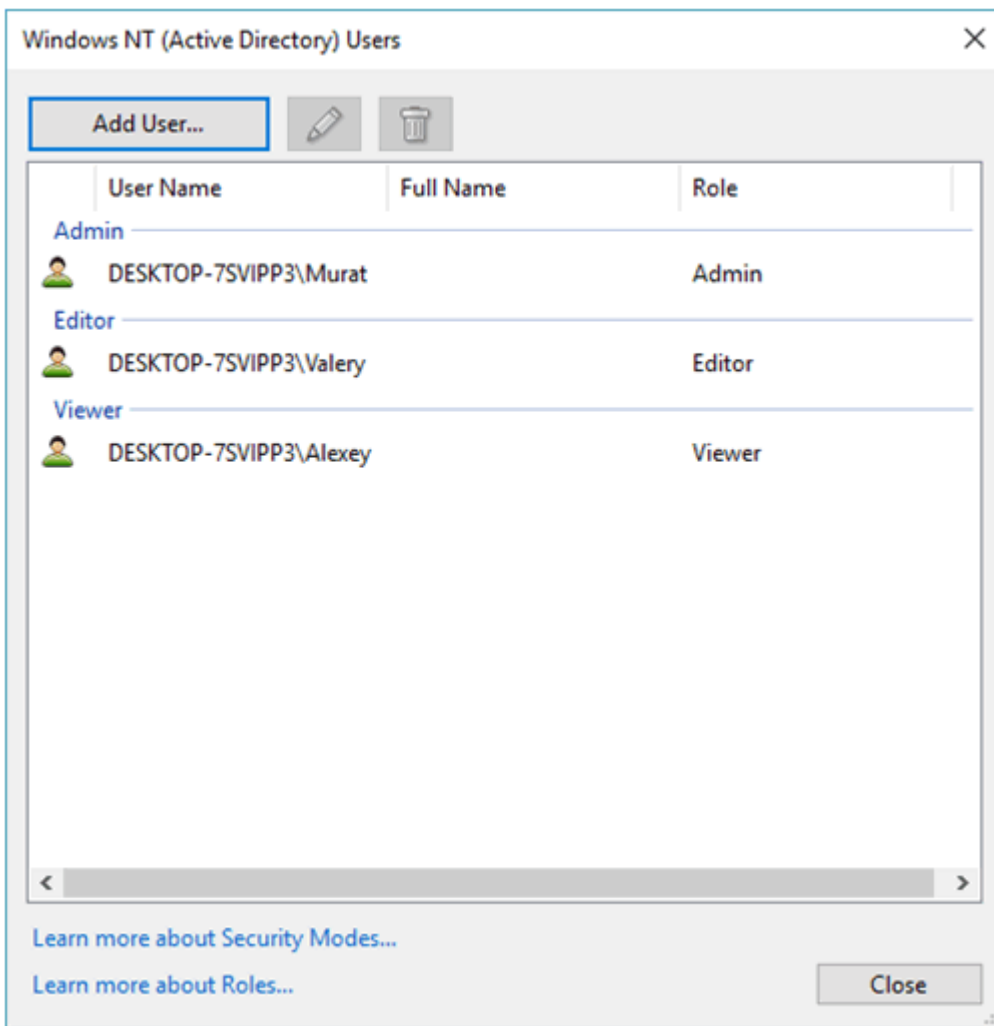 Windows NT (Active Directory) Users
Add User...
User Name Full Name Role
Admin
DESKTOP-7SVIPP3\Murat Admin
Editor
DESKTOP-7SVIPP3\Valery Editor
Viewer
DESKTOP-7SVIPP3\Alexey Viewer
Learn more about Security Modes...
Learn more about Roles...
Close